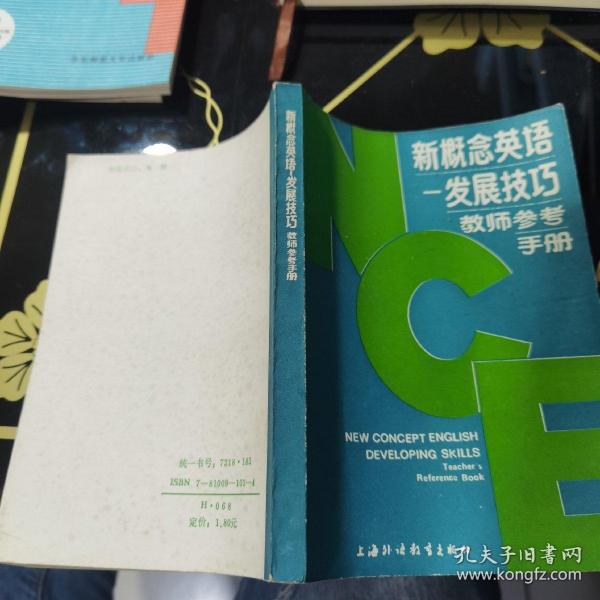 新概念英语
—发展技巧
教师参考
手册
NCE
NEW CONCEPT ENGLISH
DEVELOPING SKILLS
Teacher's
Reference Book
上海外语教育出版社
新概念英语-发展技巧 教师参考手册
统一书号：7218·181
ISBN 7-81009-101-4
H·068
定价：1.80元
孔夫子旧书网
www.kongfz.com